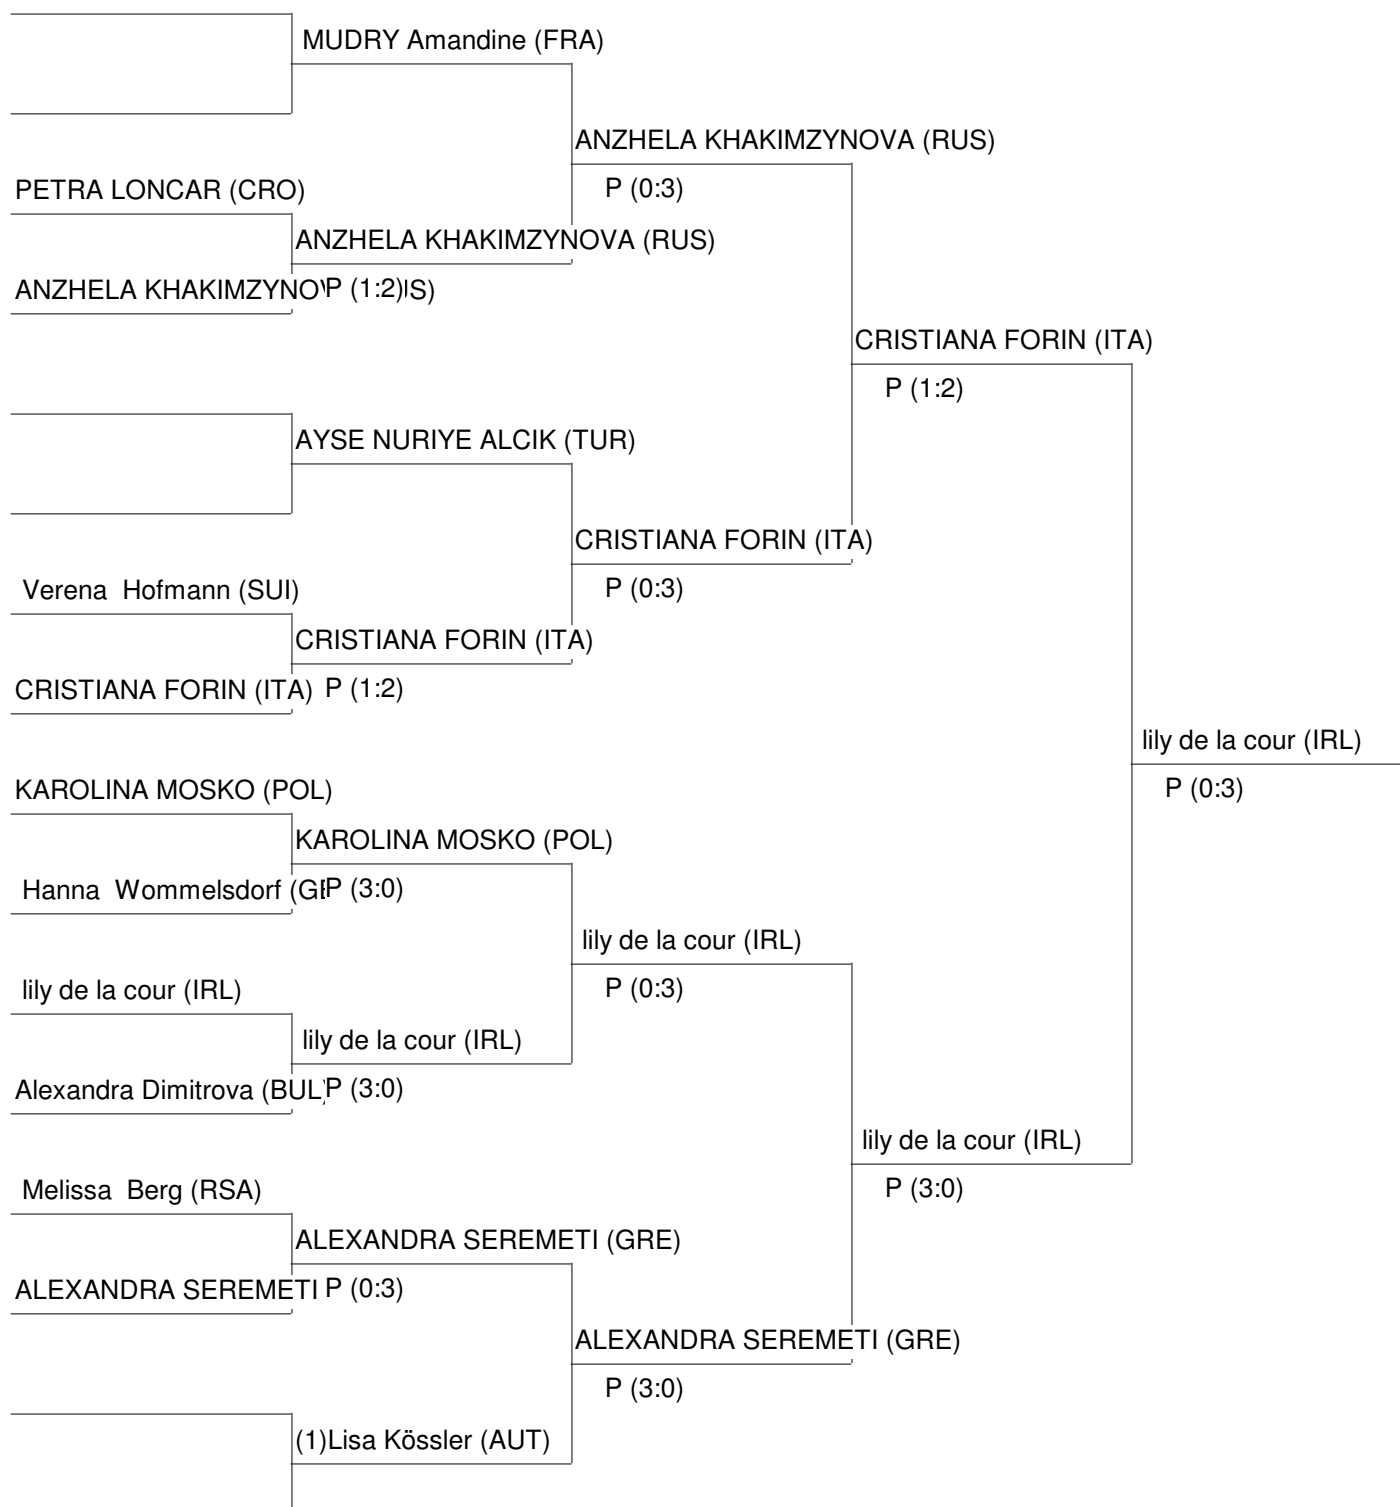 MUDRY Amandine (FRA)
ANZHELA KHAKIMZYNOVA (RUS)
P (0:3)
PETRA LONCAR (CRO)
ANZHELA KHAKIMZYNOVA (RUS)
ANZHELA KHAKIMZYNO
P (1:2)
S)
CRISTIANA FORIN (ITA)
P (1:2)
AYSE NURIYE ALCIK (TUR)
CRISTIANA FORIN (ITA)
P (0:3)
Verena Hofmann (SUI)
CRISTIANA FORIN (ITA)
CRISTIANA FORIN (ITA)
P (1:2)
lily de la cour (IRL)
P (0:3)
KAROLINA MOSKO (POL)
KAROLINA MOSKO (POL)
Hanna Wommelsdorf (GE
P (3:0)
lily de la cour (IRL)
P (0:3)
lily de la cour (IRL)
lily de la cour (IRL)
Alexandra Dimitrova (BUL)
P (3:0)
lily de la cour (IRL)
P (3:0)
Melissa Berg (RSA)
ALEXANDRA SEREMETI (GRE)
ALEXANDRA SEREMETI
P (0:3)
ALEXANDRA SEREMETI (GRE)
P (3:0)
(1)Lisa Kössler (AUT)